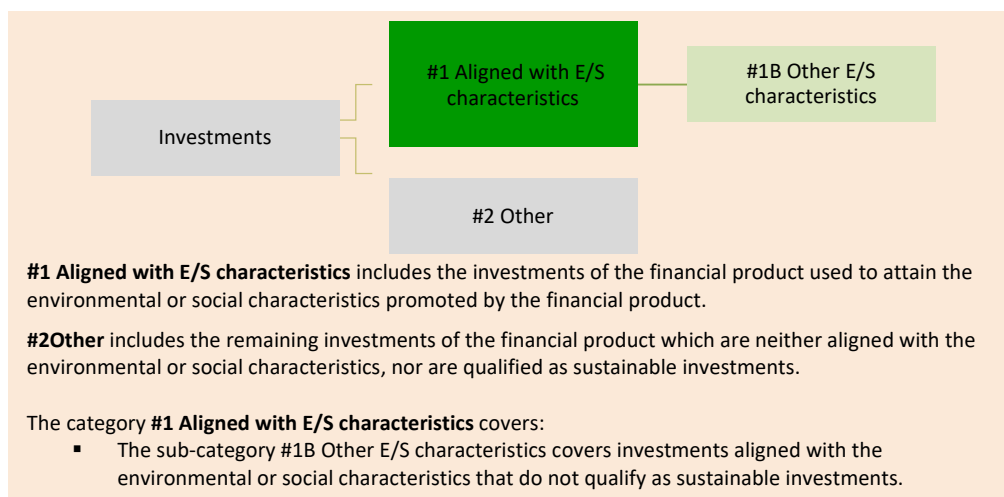 #1 Aligned with E/S
characteristics
#1B Other E/S
characteristics
Investments
#2 Other
#1 Aligned with E/S characteristics includes the investments of the financial product used to attain the
environmental or social characteristics promoted by the financial product.
#2Other includes the remaining investments of the financial product which are neither aligned with the
environmental or social characteristics, nor are qualified as sustainable investments.
The category #1 Aligned with E/S characteristics covers:
▪ The sub-category #1B Other E/S characteristics covers investments aligned with the
environmental or social characteristics that do not qualify as sustainable investments.